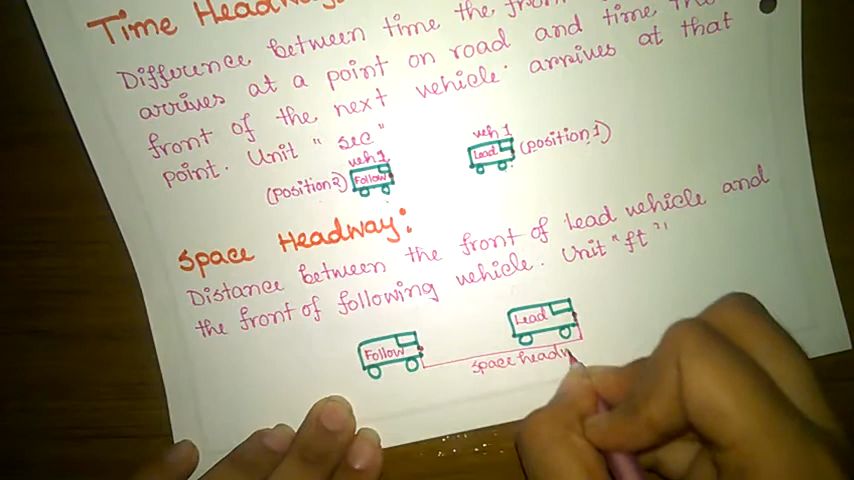 Time Headway:
Difference between time the front
arrives at a point on road and time the
front of the next vehicle arrives at that
point. Unit "sec"
veh 1 veh 1
(position 2) Follow Lead (position 1)
Space Headway:
Distance between the front of Lead vehicle and
the front of following vehicle. Unit "ft"
Follow Lead
space headw